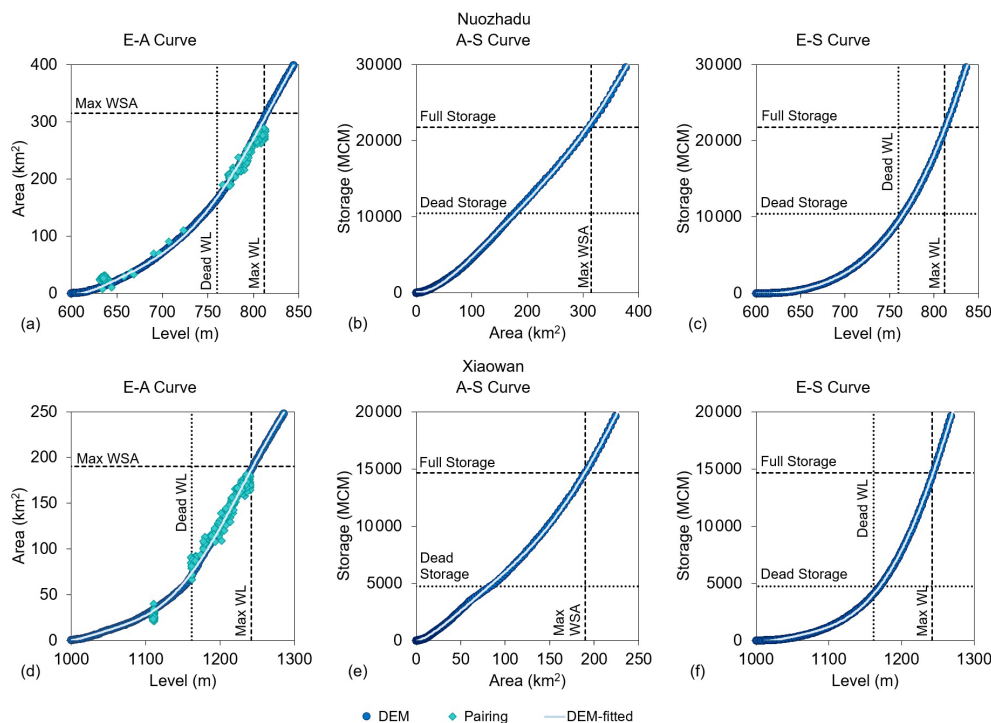 Nuozhadu
(a)
E-A Curve
Area (km²)
400
300
200
100
0
Max WSA
Dead WL
Max WL
600
650
700
750
800
850
Level (m)
(b)
A-S Curve
Storage (MCM)
30000
20000
10000
0
Full Storage
Dead Storage
Max WSA
0
100
200
300
400
Area (km²)
(c)
E-S Curve
Storage (MCM)
30000
20000
10000
0
Full Storage
Dead WL
Dead Storage
Max WL
600
650
700
750
800
850
Level (m)
Xiaowan
(d)
E-A Curve
Area (km²)
250
200
150
100
50
0
Max WSA
Dead WL
Max WL
1000
1100
1200
1300
Level (m)
(e)
A-S Curve
Storage (MCM)
20000
15000
10000
5000
0
Full Storage
Dead
Storage
Max
WSA
0
50
100
150
200
250
Area (km²)
(f)
E-S Curve
Storage (MCM)
20000
15000
10000
5000
0
Full Storage
Dead WL
Dead Storage
Max WL
1000
1100
1200
1300
Level (m)
DEM
Pairing
DEM-fitted